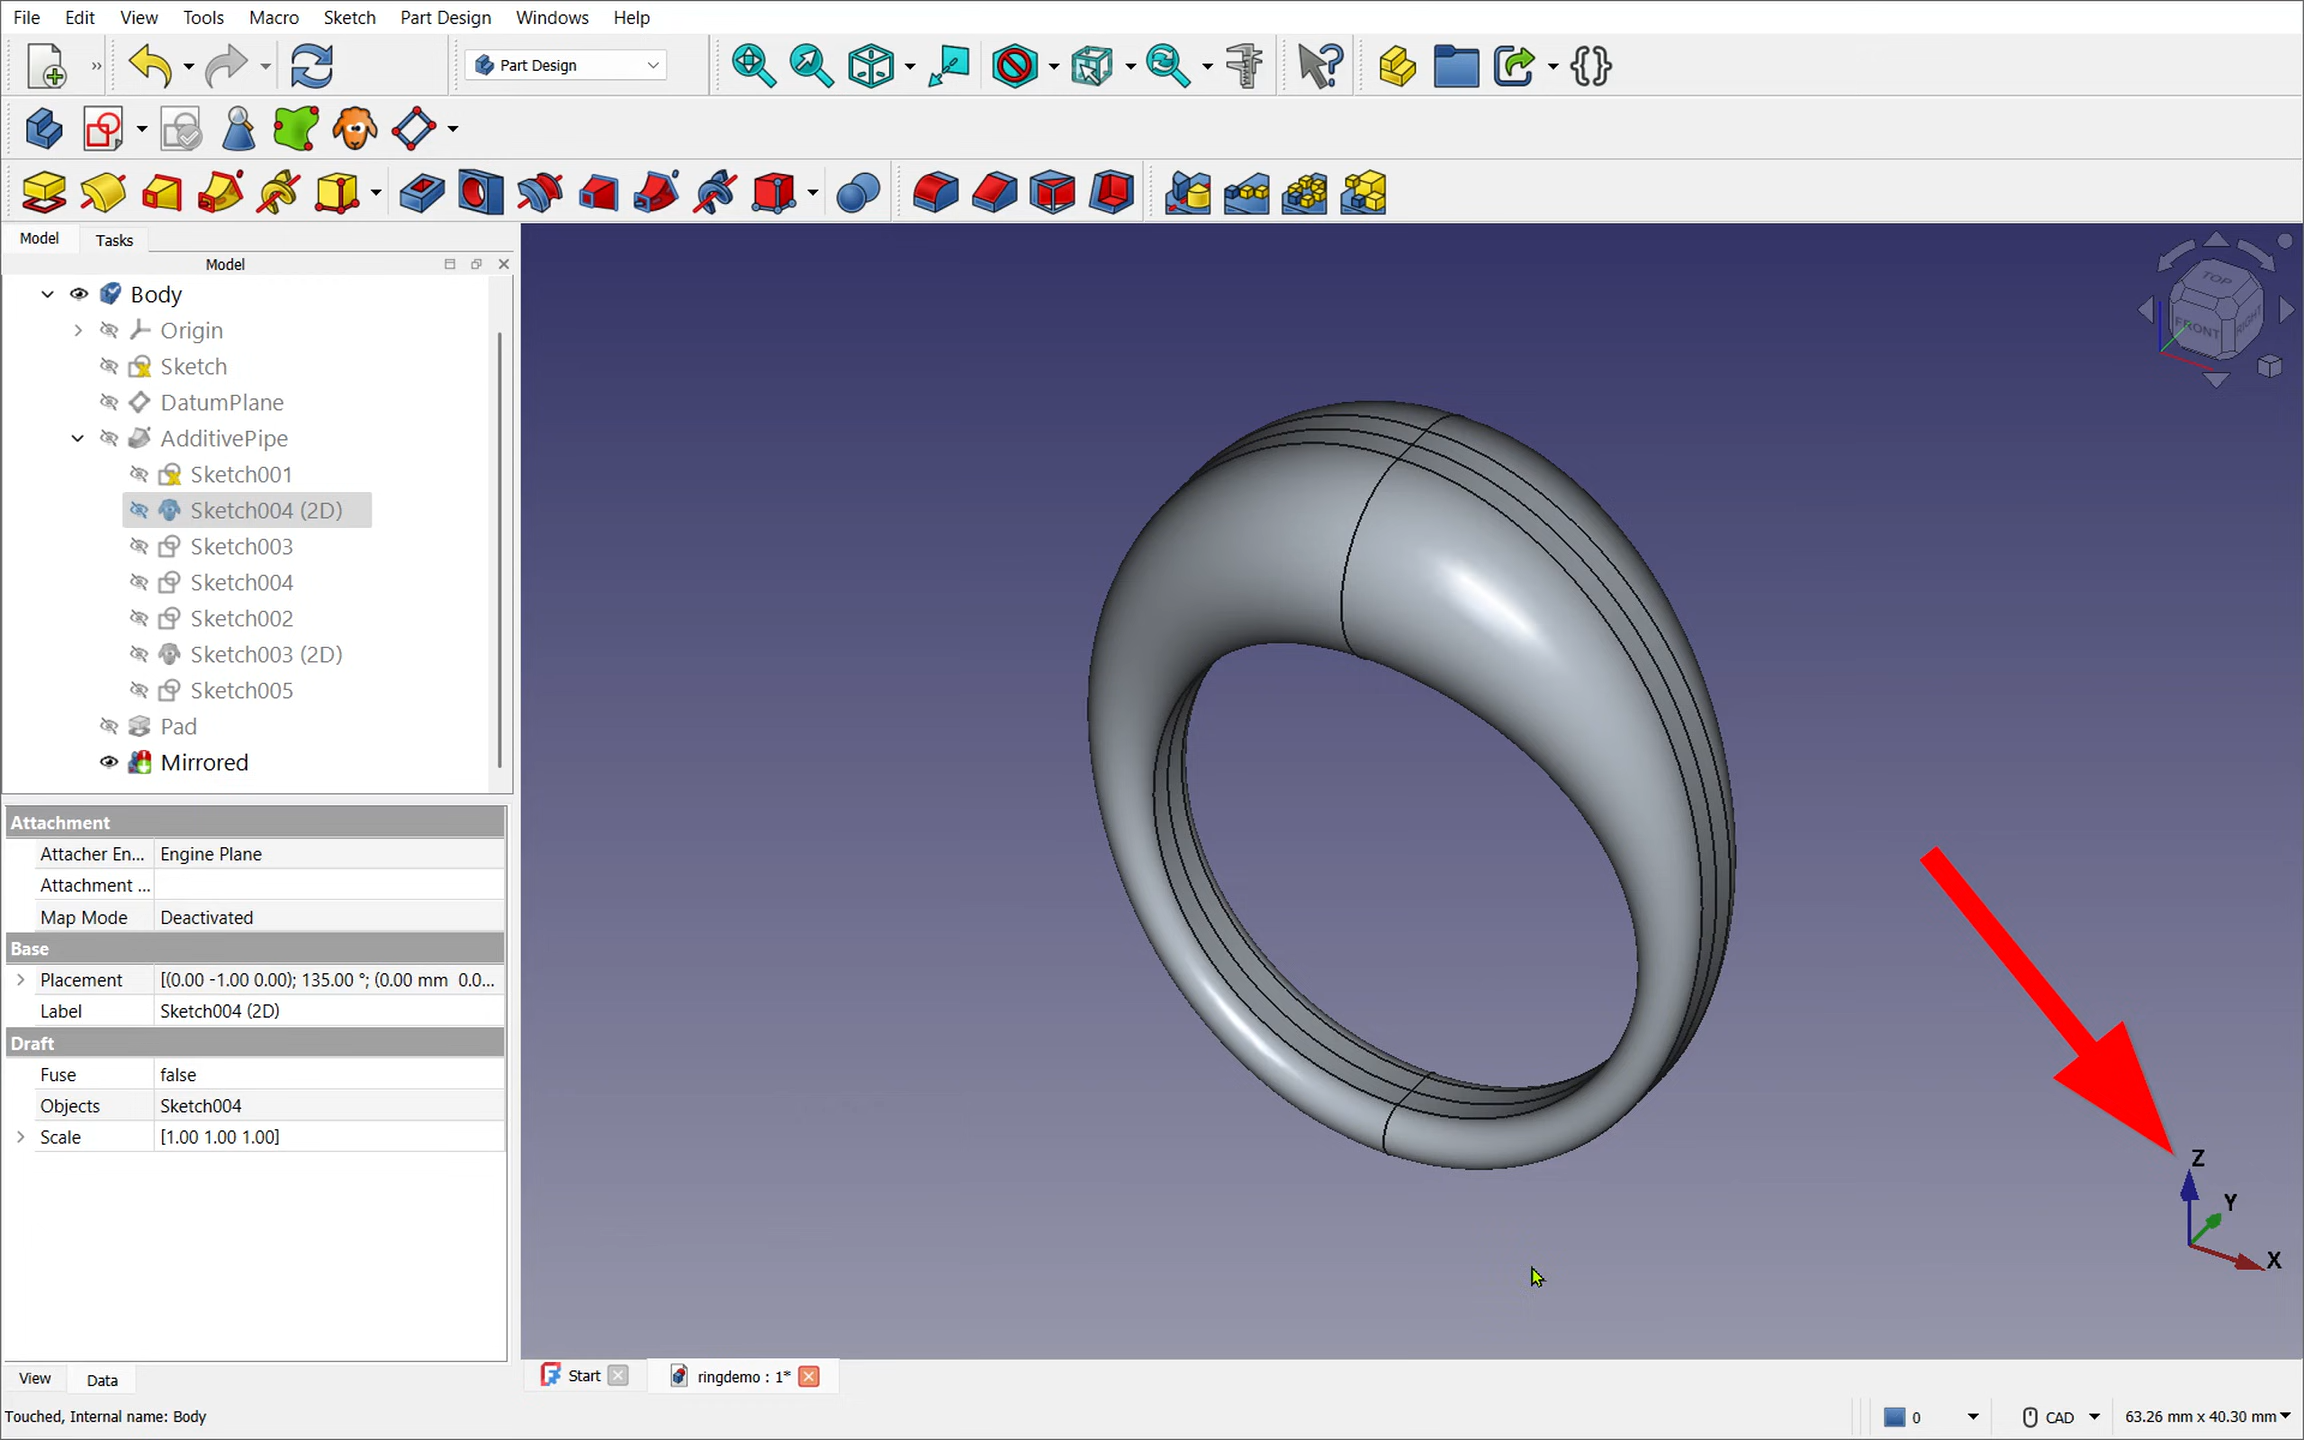 File Edit View Tools Macro Sketch Part Design Windows Help
Part Design
Model Tasks
Model
Body
Origin
Sketch
DatumPlane
AdditivePipe
Sketch001
Sketch004 (2D)
Sketch003
Sketch004
Sketch002
Sketch003 (2D)
Sketch005
Pad
Mirrored
TOP
FRONT
RIGHT
Attachment
Attacher En... Engine Plane
Attachment ...
Map Mode Deactivated
Base
Placement [(0.00 -1.00 0.00); 135.00 °; (0.00 mm 0.0...
Label Sketch004 (2D)
Draft
Fuse false
Objects Sketch004
Scale [1.00 1.00 1.00]
Z
Y
X
View Data
Start ringdemo : 1*
Touched, Internal name: Body
0 CAD 63.26 mm x 40.30 mm